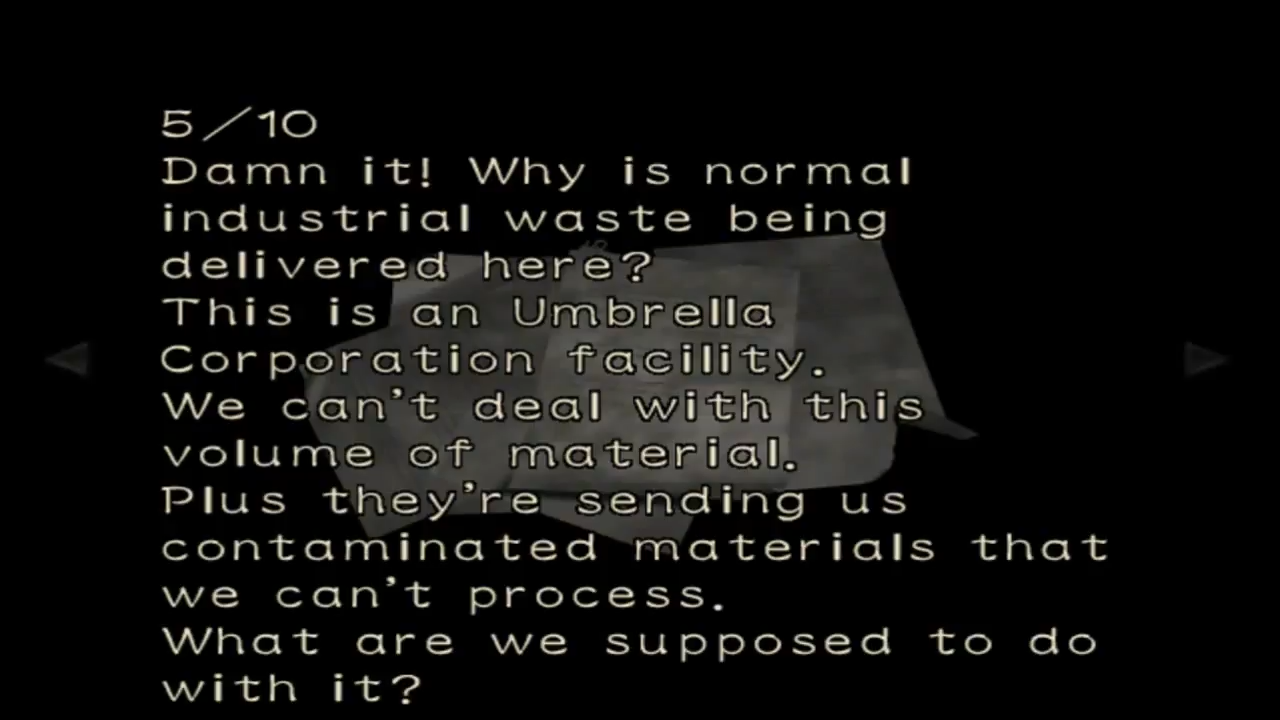 5/10
Damn it! Why is normal
industrial waste being
delivered here?
This is an Umbrella
Corporation facility.
We can't deal with this
volume of material.
Plus they're sending us
contaminated materials that
we can't process.
What are we supposed to do
with it?